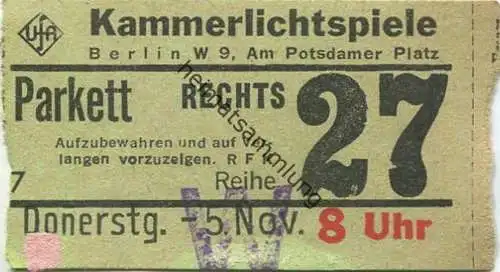 Ufa Kammerlichtspiele
Berlin W 9, Am Potsdamer Platz
Parkett RECHTS 27
Aufzubewahren und auf Ver-
langen vorzuzeigen. R F K
7 Reihe
Donerstg. -5. Nov. 8 Uhr
W
heimatsammlung